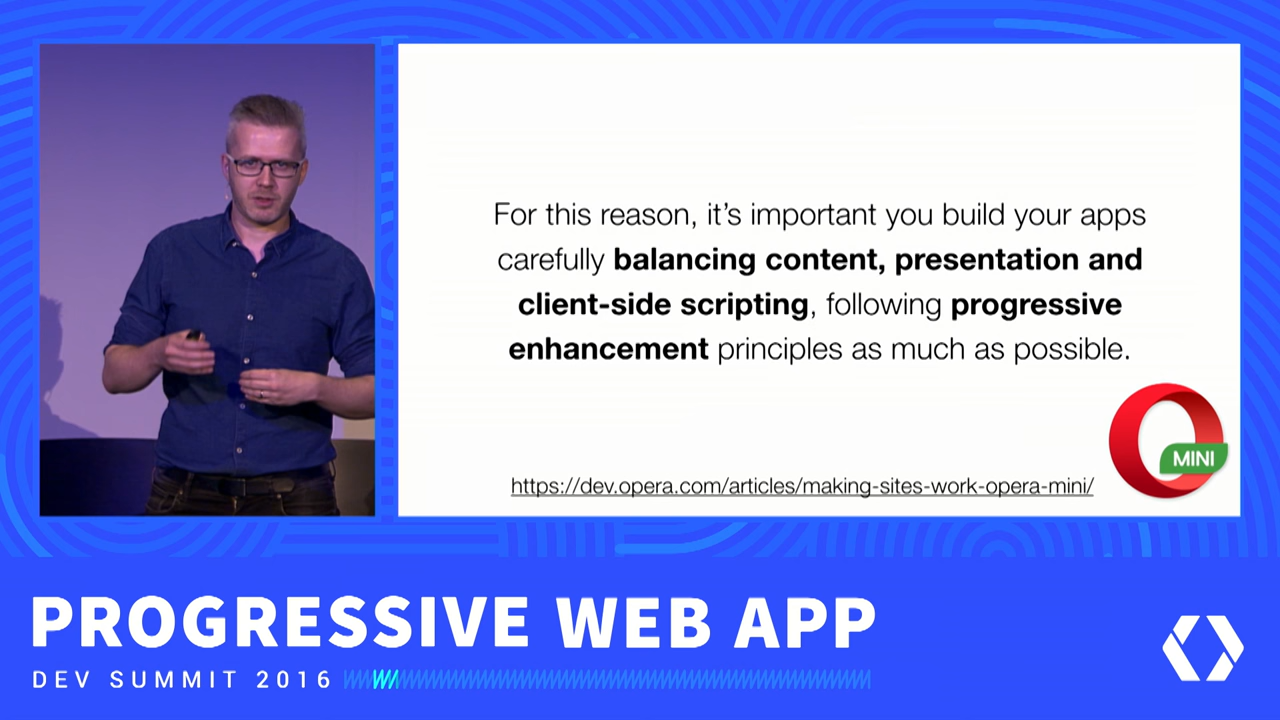 For this reason, it's important you build your apps
carefully balancing content, presentation and
client-side scripting, following progressive
enhancement principles as much as possible.
MINI
https://dev.opera.com/articles/making-sites-work-opera-mini/
PROGRESSIVE WEB APP
DEV SUMMIT 2016